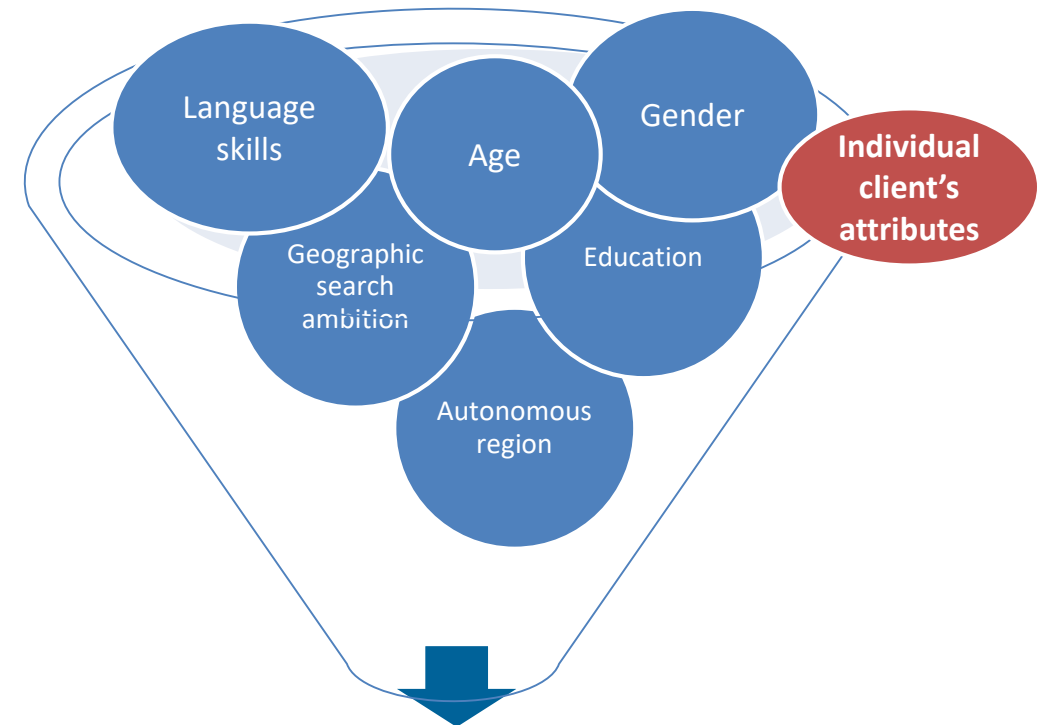 Language
skills
Age
Gender
Individual
client’s
attributes
Geographic
search
ambition
Education
Autonomous
region